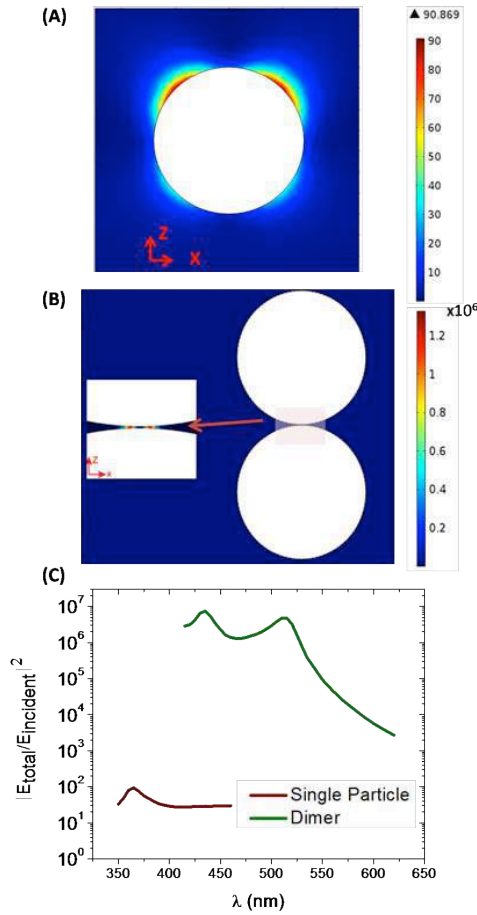 (A)
▲ 90.869
90
80
70
60
50
40
30
20
10
Z
X
(B)
x10⁶
1.2
1
0.8
0.6
0.4
0.2
Z
x
(C)
|E_total/E_incident|²
10⁷
10⁶
10⁵
10⁴
10³
10²
10¹
10⁰
Single Particle
Dimer
350 400 450 500 550 600 650
λ (nm)